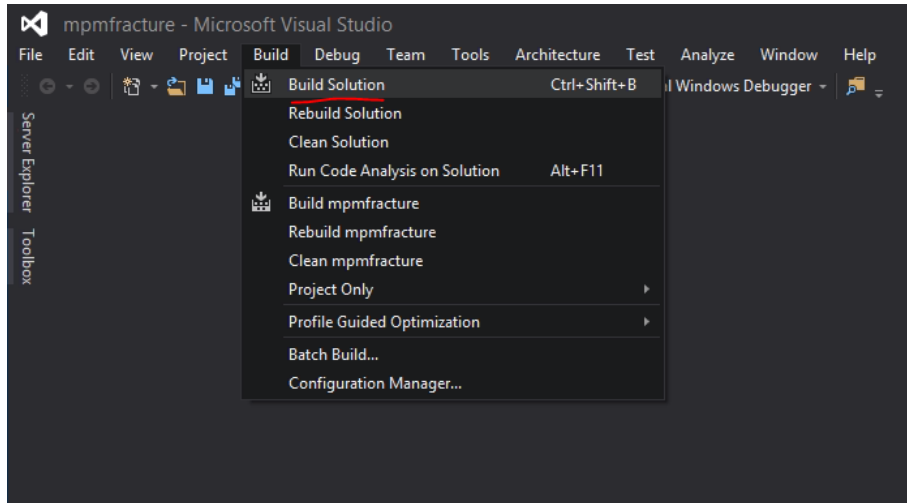 mpmfracture - Microsoft Visual Studio
File Edit View Project Build Debug Team Tools Architecture Test Analyze Window Help
Build Solution Ctrl+Shift+B
Windows Debugger
Rebuild Solution
Clean Solution
Run Code Analysis on Solution Alt+F11
Build mpmfracture
Rebuild mpmfracture
Clean mpmfracture
Project Only
Profile Guided Optimization
Batch Build...
Configuration Manager...
Server Explorer
Toolbox